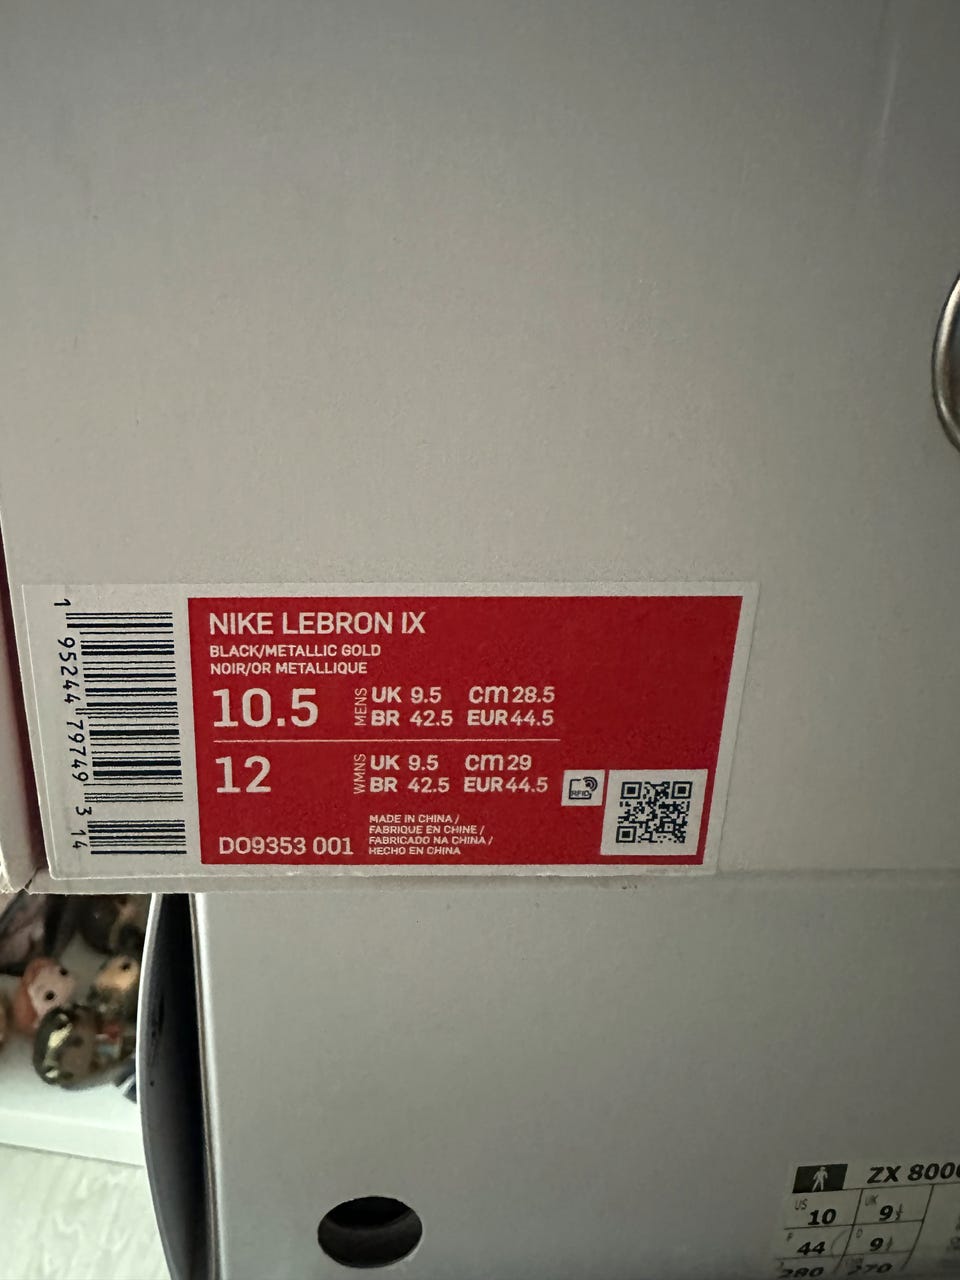 1 95244 79749 3 14
NIKE LEBRON IX
BLACK/METALLIC GOLD
NOIR/OR METALLIQUE
10.5 MENS UK 9.5 cm 28.5
BR 42.5 EUR 44.5
12 WMNS UK 9.5 cm 29
BR 42.5 EUR 44.5
RFID
DO9353 001
MADE IN CHINA /
FABRIQUE EN CHINE /
FABRICADO NA CHINA /
HECHO EN CHINA
ZX 800
US 10 UK 9½
F 44 D 9½
280 270